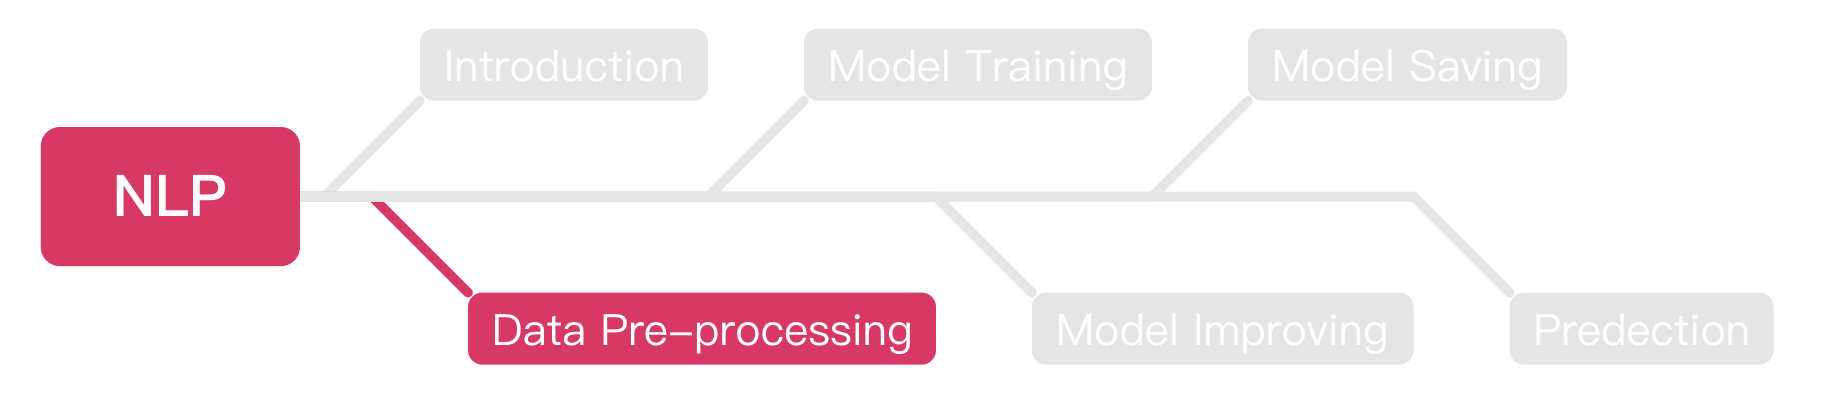 Introduction
Model Training
Model Saving
NLP
Data Pre-processing
Model Improving
Predection